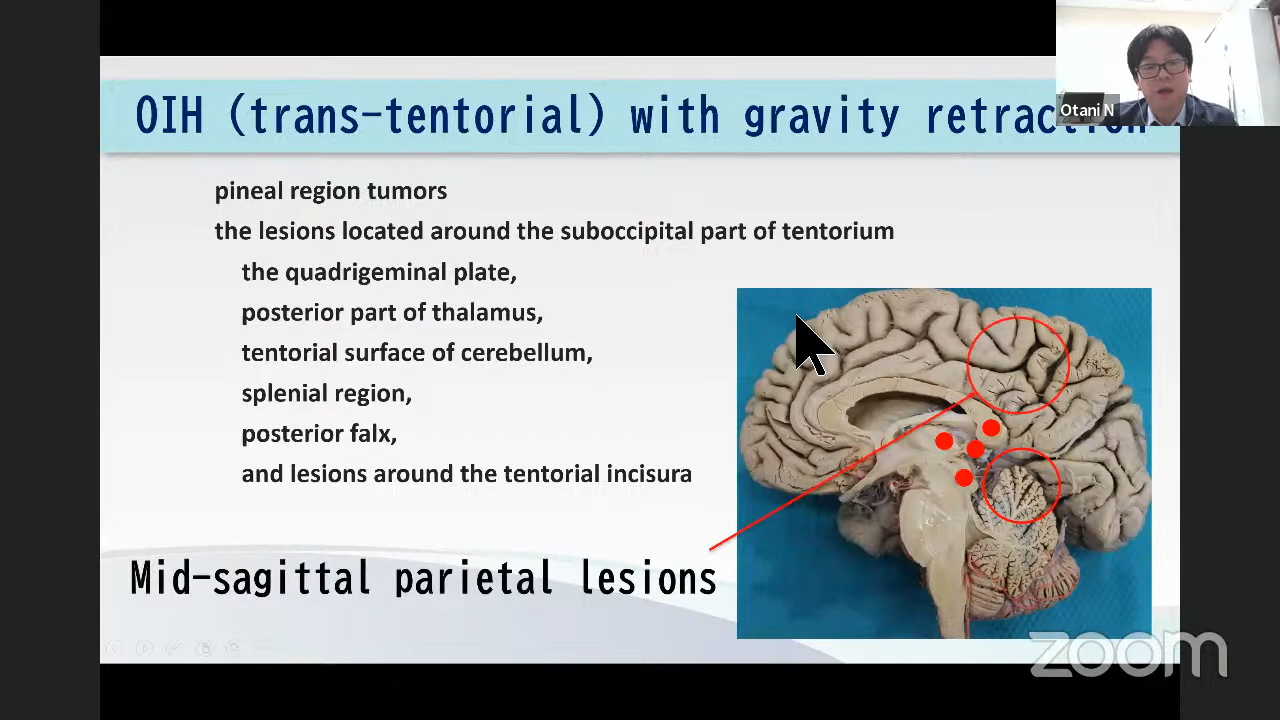 OIH (trans-tentorial) with gravity retraction
Otani N
pineal region tumors
the lesions located around the suboccipital part of tentorium
the quadrigeminal plate,
posterior part of thalamus,
tentorial surface of cerebellum,
splenial region,
posterior falx,
and lesions around the tentorial incisura
Mid-sagittal parietal lesions
zoom